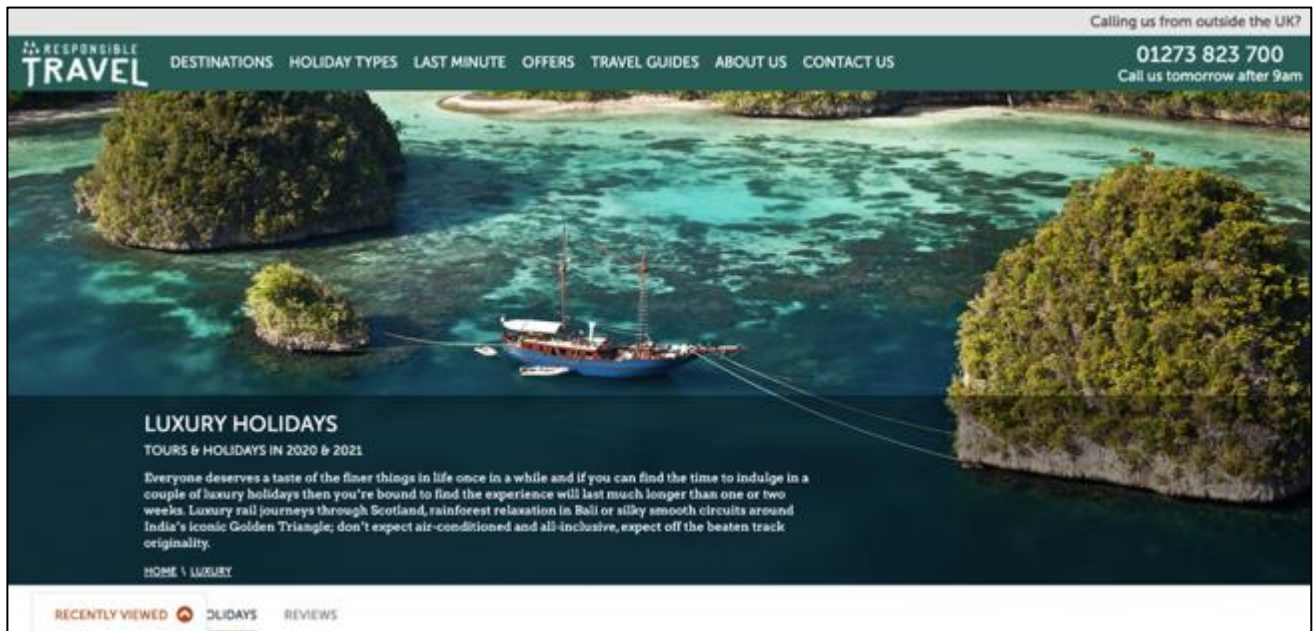 Calling us from outside the UK?
RESPONSIBLE
TRAVEL
DESTINATIONS HOLIDAY TYPES LAST MINUTE OFFERS TRAVEL GUIDES ABOUT US CONTACT US
01273 823 700
Call us tomorrow after 9am
LUXURY HOLIDAYS
TOURS & HOLIDAYS IN 2020 & 2021
Everyone deserves a taste of the finer things in life once in a while and if you can find the time to indulge in a
couple of luxury holidays then you're bound to find the experience will last much longer than one or two
weeks. Luxury rail journeys through Scotland, rainforest relaxation in Bali or silky smooth circuits around
India's iconic Golden Triangle; don't expect air-conditioned and all-inclusive, expect off the beaten track
originality.
HOME \ LUXURY
RECENTLY VIEWED OLIDAYS REVIEWS